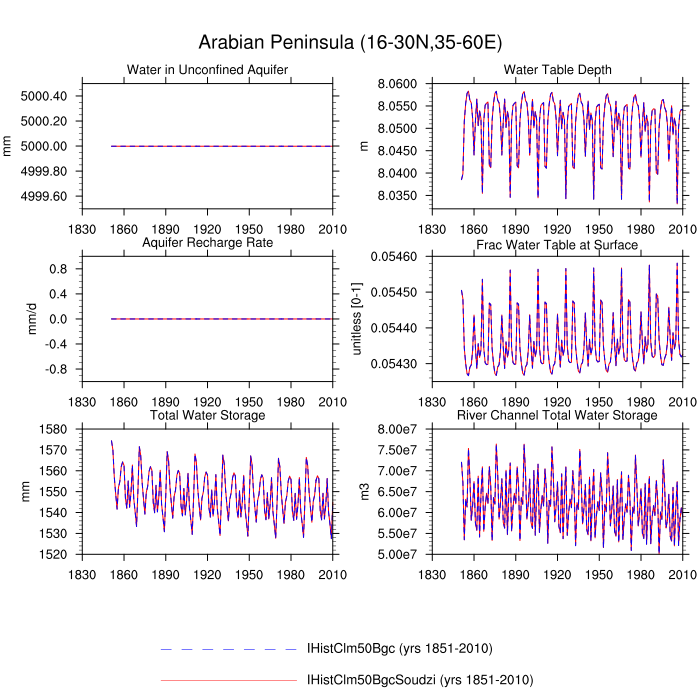 Arabian Peninsula (16-30N,35-60E)
Water in Unconfined Aquifer
mm
5000.40
5000.20
5000.00
4999.80
4999.60
1830 1860 1890 1920 1950 1980 2010
Water Table Depth
m
8.0600
8.0550
8.0500
8.0450
8.0400
8.0350
1830 1860 1890 1920 1950 1980 2010
Aquifer Recharge Rate
mm/d
0.8
0.4
0.0
-0.4
-0.8
1830 1860 1890 1920 1950 1980 2010
Frac Water Table at Surface
unitless [0-1]
0.05460
0.05450
0.05440
0.05430
1830 1860 1890 1920 1950 1980 2010
Total Water Storage
mm
1580
1570
1560
1550
1540
1530
1520
1830 1860 1890 1920 1950 1980 2010
River Channel Total Water Storage
m3
8.00e7
7.50e7
7.00e7
6.50e7
6.00e7
5.50e7
5.00e7
1830 1860 1890 1920 1950 1980 2010
IHistClm50Bgc (yrs 1851-2010)
IHistClm50BgcSoudzi (yrs 1851-2010)